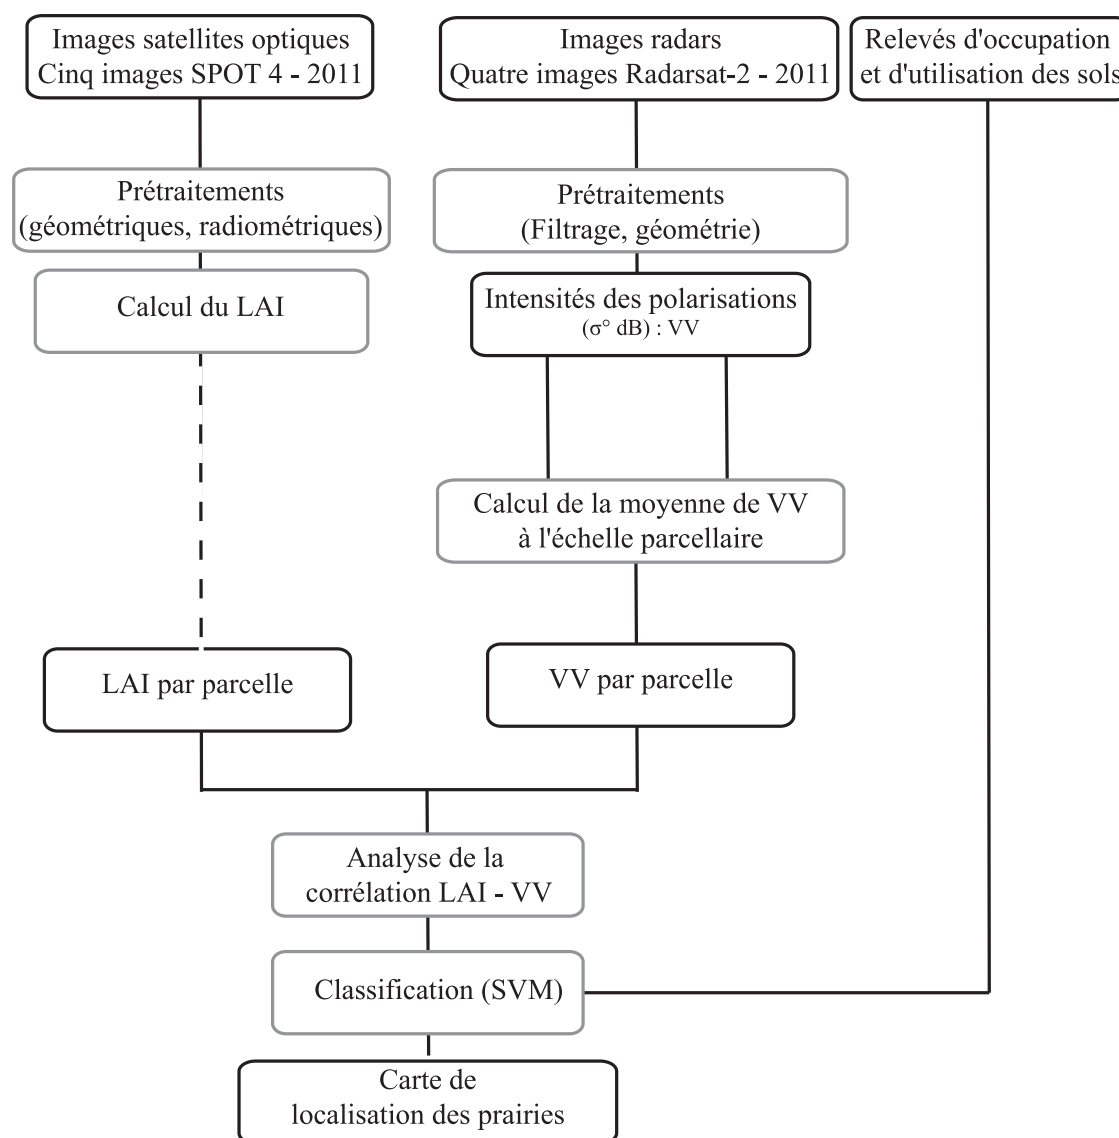 Images satellites optiques
Cinq images SPOT 4 - 2011
Images radars
Quatre images Radarsat-2 - 2011
Relevés d'occupation
et d'utilisation des sols
Prétraitements
(géométriques, radiométriques)
Prétraitements
(Filtrage, géométrie)
Calcul du LAI
Intensités des polarisations
(σ° dB) : VV
Calcul de la moyenne de VV
à l'échelle parcellaire
LAI par parcelle
VV par parcelle
Analyse de la
corrélation LAI - VV
Classification (SVM)
Carte de
localisation des prairies